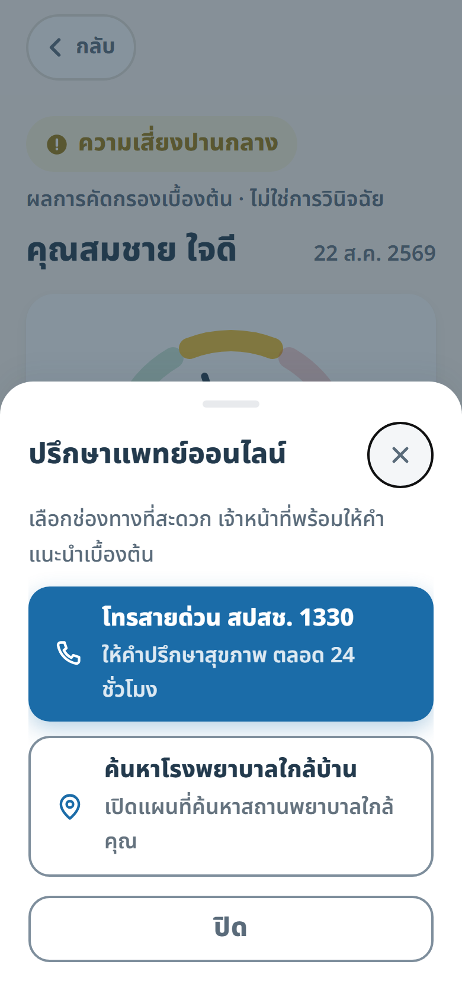 กลับ
ความเสี่ยงปานกลาง
ผลการคัดกรองเบื้องต้น · ไม่ใช่การวินิจฉัย
คุณสมชาย ใจดี
22 ส.ค. 2569
ปรึกษาแพทย์ออนไลน์
เลือกช่องทางที่สะดวก เจ้าหน้าที่พร้อมให้คำ
แนะนำเบื้องต้น
โทรสายด่วน สปสช. 1330
ให้คำปรึกษาสุขภาพ ตลอด 24
ชั่วโมง
ค้นหาโรงพยาบาลใกล้บ้าน
เปิดแผนที่ค้นหาสถานพยาบาลใกล้
คุณ
ปิด